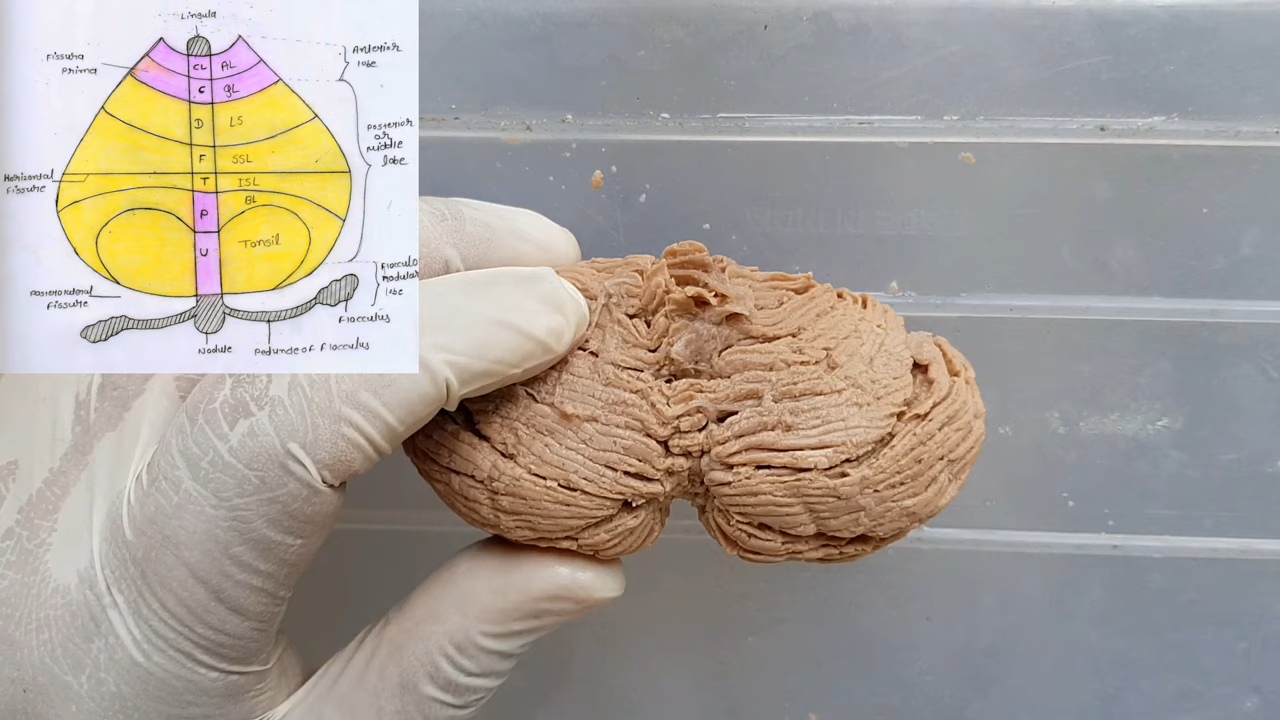 Lingula
Fissura
Prima
Anterior
lobe
CL
AL
C
QL
D
LS
Posterior
or
middle
lobe
F
SSL
Horizontal
Fissure
T
ISL
BL
P
U
Tonsil
Posterolateral
Fissure
Flocculo
nodular
lobe
Flocculus
Nodule
Peduncle of Flocculus